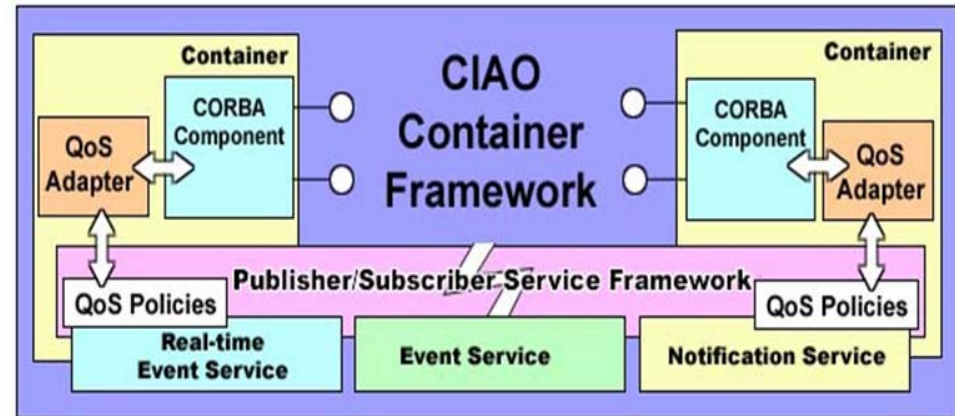 Container
CORBA
Component
QoS
Adapter
CIAO
Container
Framework
Container
CORBA
Component
QoS
Adapter
Publisher/Subscriber Service Framework
QoS Policies
QoS Policies
Real-time
Event Service
Event Service
Notification Service